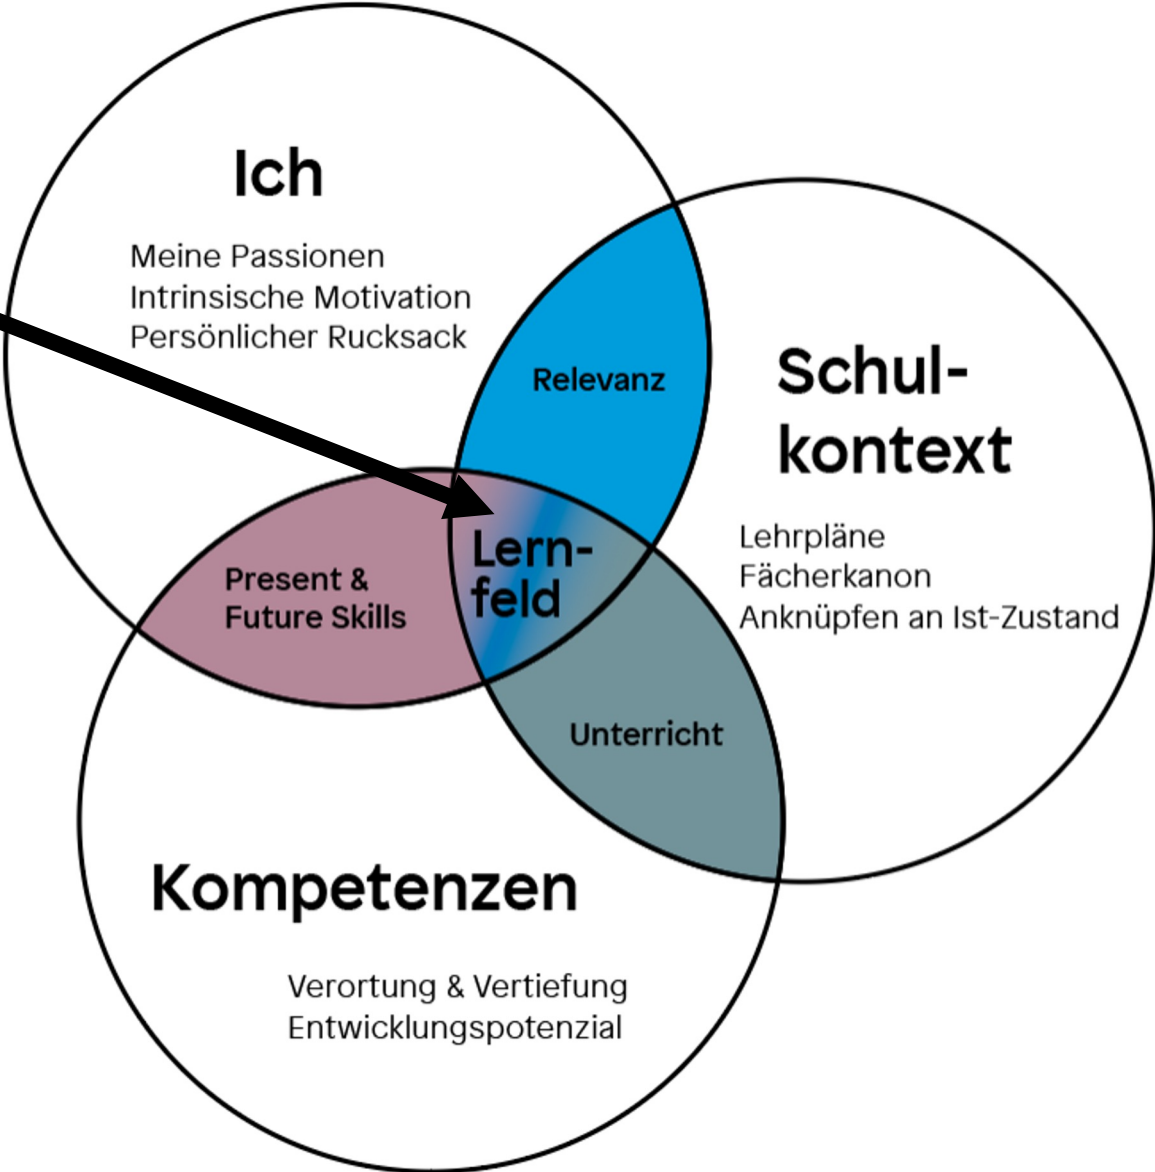 Ich
Meine Passionen
Intrinsische Motivation
Persönlicher Rucksack
Relevanz
Schul-
kontext
Lehrpläne
Fächerkanon
Anknüpfen an Ist-Zustand
Lern-
feld
Present &
Future Skills
Unterricht
Kompetenzen
Verortung & Vertiefung
Entwicklungspotenzial